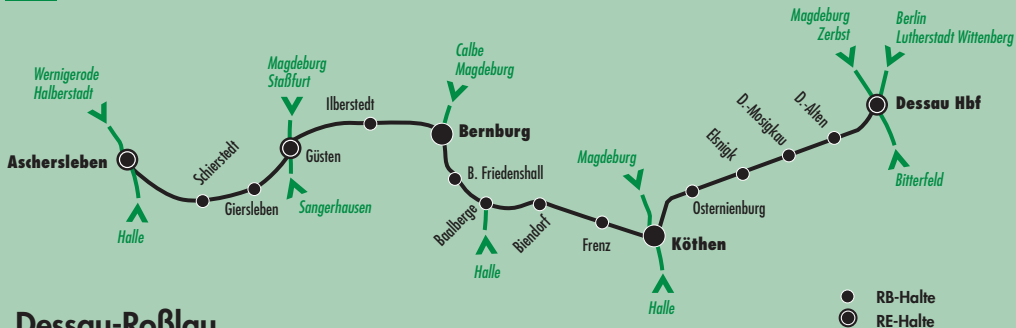 Wernigerode
Halberstadt
Aschersleben
Halle
Schierstedt
Giersleben
Magdeburg
Staßfurt
Güsten
Sangerhausen
Ilberstedt
Calbe
Magdeburg
Bernburg
B. Friedenshall
Baalberge
Halle
Biendorf
Frenz
Magdeburg
Köthen
Halle
Osternienburg
Elsnigk
D.-Mosigkau
D.-Alten
Magdeburg
Zerbst
Berlin
Lutherstadt Wittenberg
Dessau Hbf
Bitterfeld
RB-Halte
RE-Halte
Dessau-Roßlau